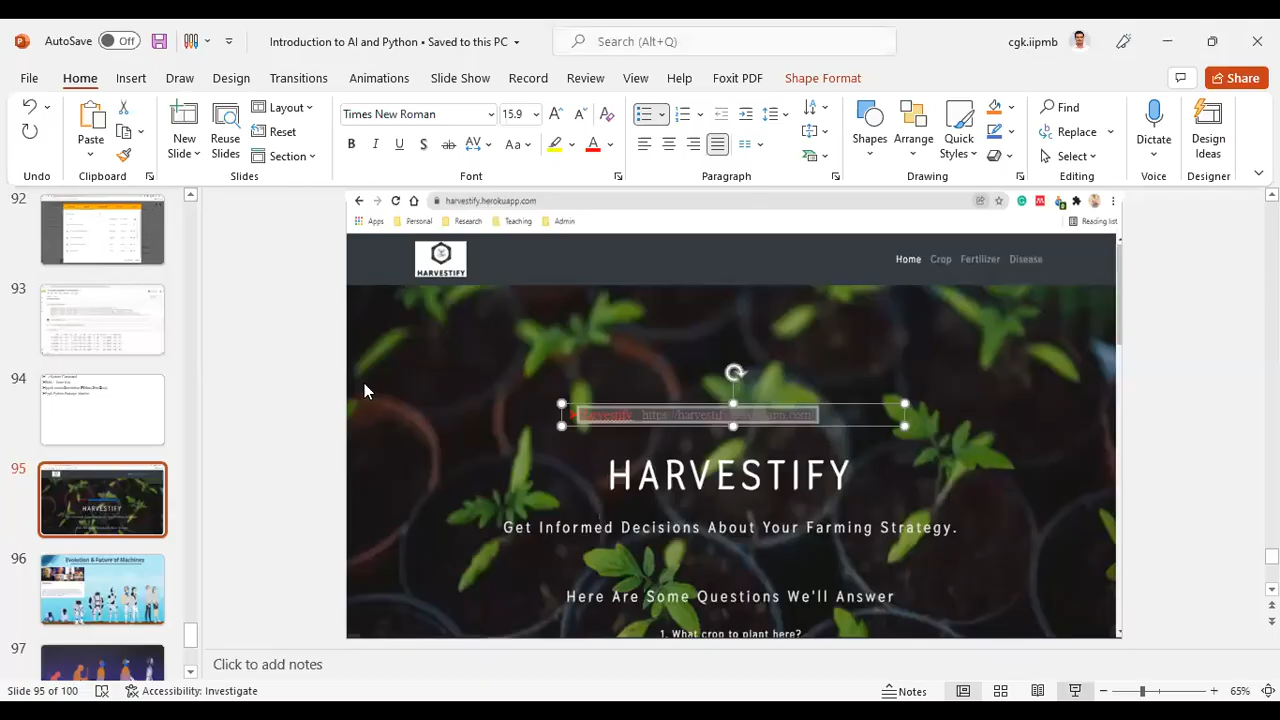 AutoSave Off Introduction to AI and Python • Saved to this PC Search (Alt+Q) cgk.iipmb
File Home Insert Draw Design Transitions Animations Slide Show Record Review View Help Foxit PDF Shape Format Share
Undo
Paste
Clipboard
New Slide
Reuse Slides
Layout
Reset
Section
Slides
Times New Roman 15.9
Font
Paragraph
Shapes
Arrange
Quick Styles
Drawing
Find
Replace
Select
Editing
Dictate
Voice
Design Ideas
Designer
92
93
94
95
96
Evolution & Future of Machines
97
harvestify.herokuapp.com
Apps Personal Research Teaching Admin Reading list
HARVESTIFY
Home Crop Fertilizer Disease
HARVESTIFY
Get Informed Decisions About Your Farming Strategy.
Here Are Some Questions We'll Answer
1. What crop to plant here?
Click to add notes
Slide 95 of 100 Accessibility: Investigate Notes 65%